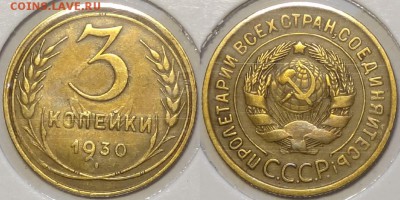 COINS.LAVE.RU
3
КОПЕЙКИ
1930
ПРОЛЕТАРИИ ВСЕХ СТРАН, СОЕДИНЯЙТЕСЬ!
С.С.С.Р.